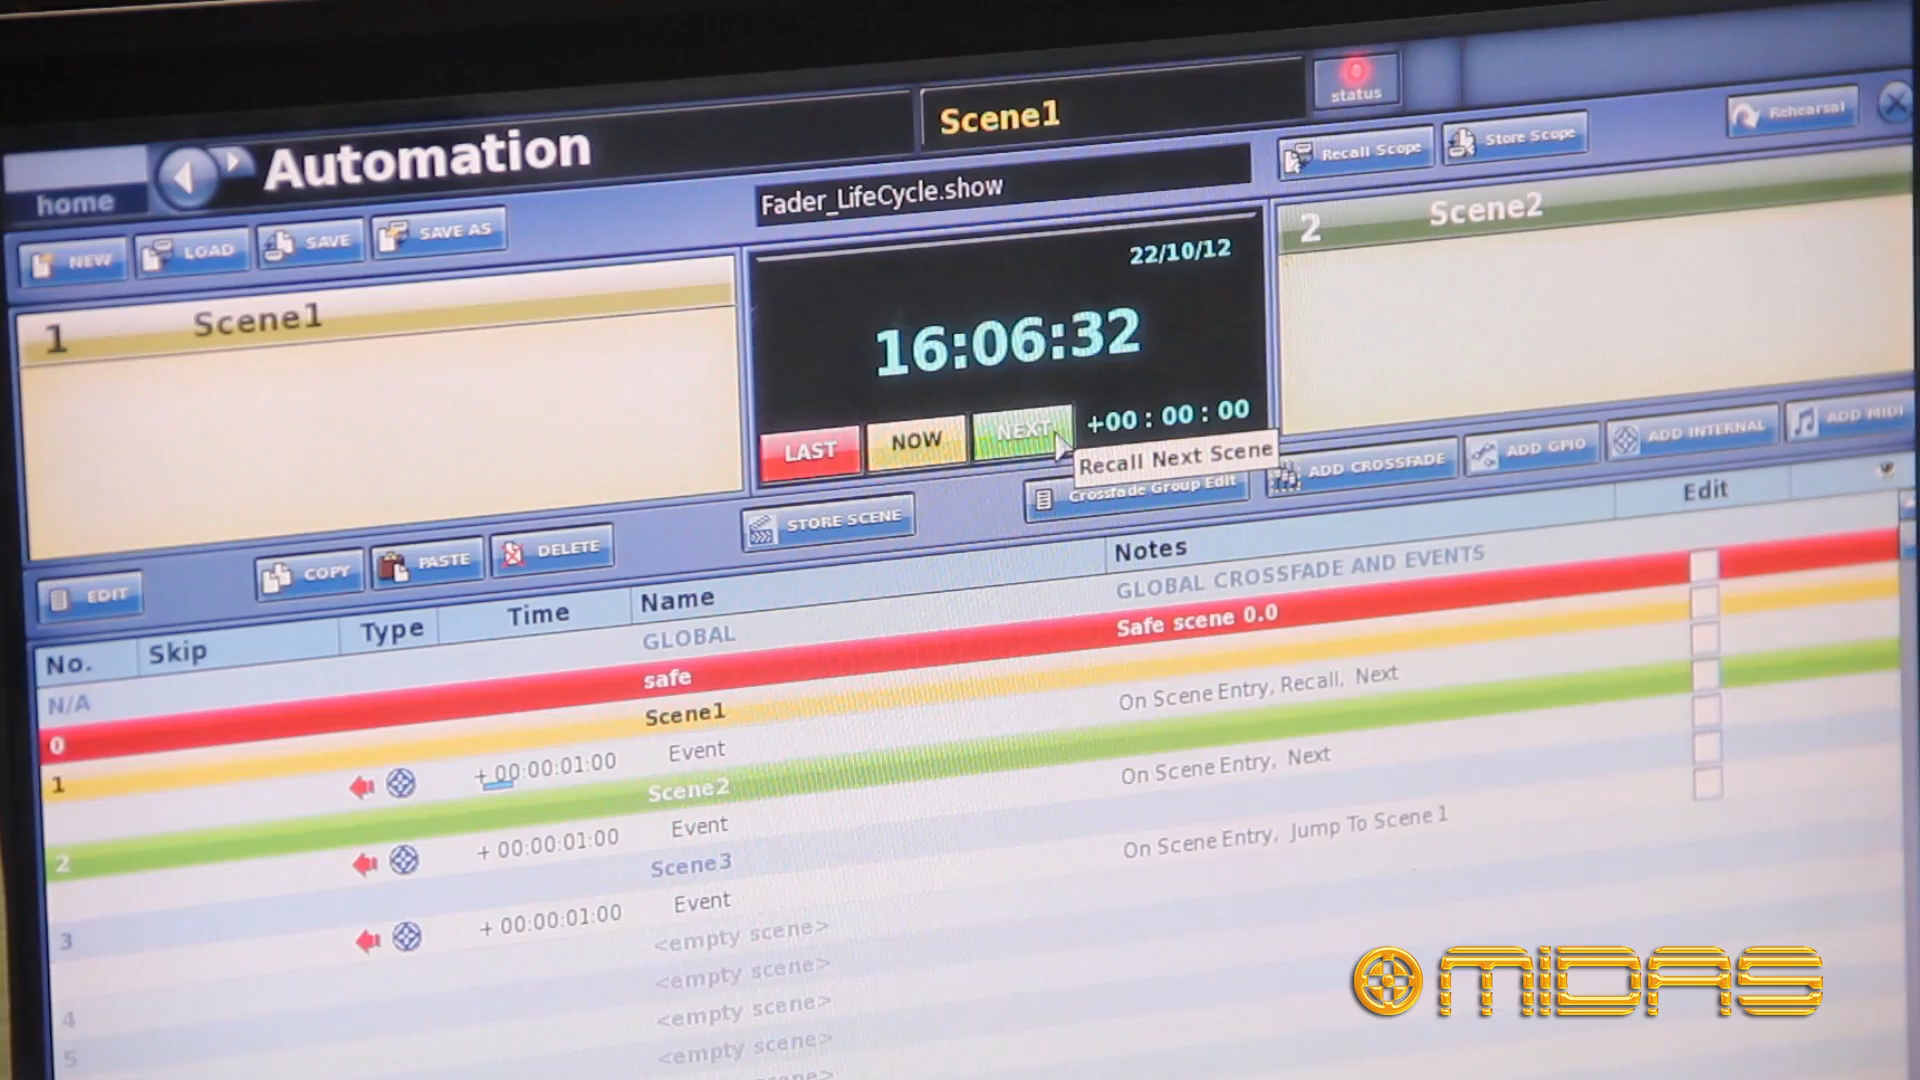 Scene1
status
home
Automation
Recall Scope
Store Scope
Rehearsal
Fader_LifeCycle.show
NEW
LOAD
SAVE
SAVE AS
1
Scene1
22/10/12
16:06:32
2
Scene2
LAST
NOW
NEXT
+00 : 00 : 00
Recall Next Scene
EDIT
COPY
PASTE
DELETE
STORE SCENE
Crossfade Group Edit
ADD CROSSFADE
ADD GPIO
ADD INTERNAL
ADD MIDI
No.
Skip
Type
Time
Name
Notes
Edit
N/A
GLOBAL
GLOBAL CROSSFADE AND EVENTS
0
safe
Safe scene 0.0
1
Scene1
+ 00:00:01:00
Event
On Scene Entry, Recall, Next
2
Scene2
+ 00:00:01:00
Event
On Scene Entry, Next
3
Scene3
+ 00:00:01:00
Event
On Scene Entry, Jump To Scene 1
4
<empty scene>
5
<empty scene>
<empty scene>
<empty scene>
MIDAS